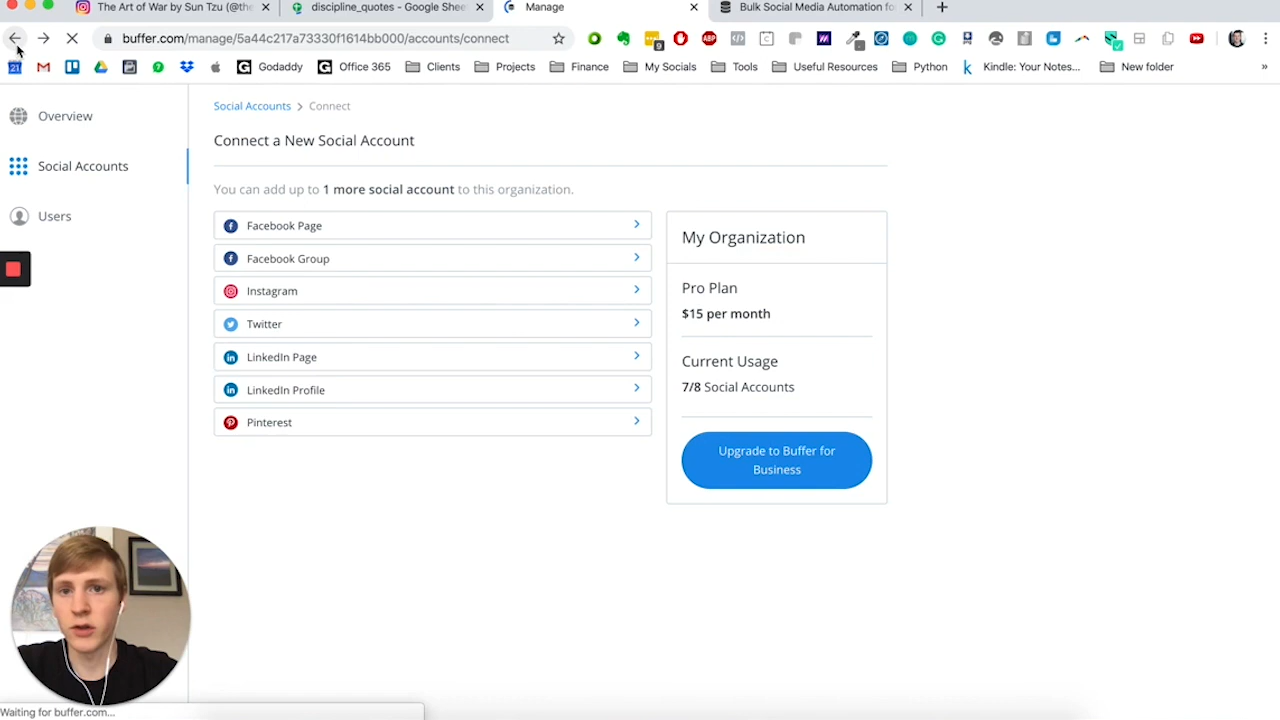 The Art of War by Sun Tzu (@the
discipline_quotes - Google Shee
Manage
Bulk Social Media Automation fo
buffer.com/manage/5a44c217a73330f1614bb000/accounts/connect
9
ABP
21
Godaddy
Office 365
Clients
Projects
Finance
My Socials
Tools
Useful Resources
Python
Kindle: Your Notes...
New folder
»
Overview
Social Accounts
Users
Social Accounts > Connect
Connect a New Social Account
You can add up to 1 more social account to this organization.
Facebook Page
Facebook Group
Instagram
Twitter
LinkedIn Page
LinkedIn Profile
Pinterest
My Organization
Pro Plan
$15 per month
Current Usage
7/8 Social Accounts
Upgrade to Buffer for
Business
Waiting for buffer.com...